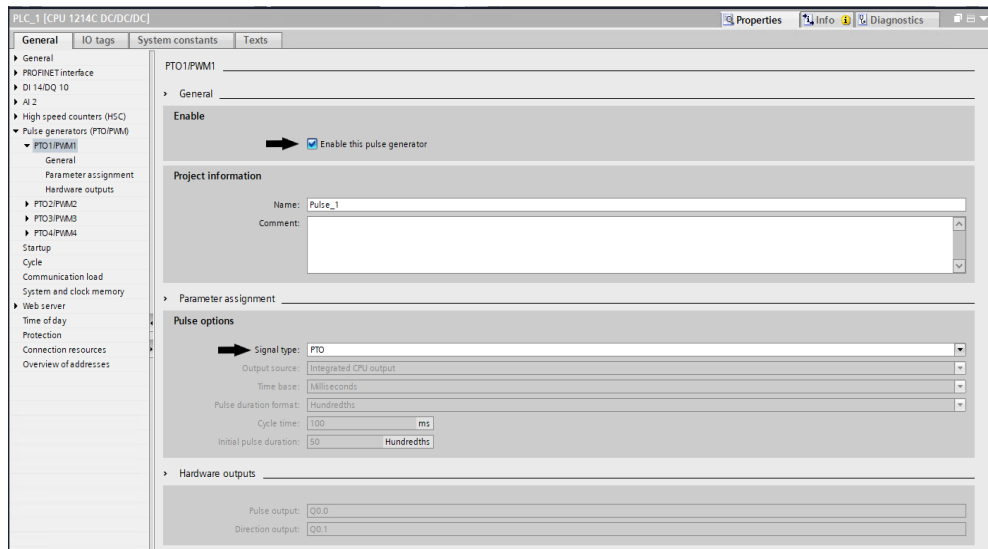 PLC_1 [CPU 1214C DC/DC/DC]
Properties
Info
Diagnostics
General
IO tags
System constants
Texts
General
PROFINET interface
DI 14/DQ 10
AI 2
High speed counters (HSC)
Pulse generators (PTO/PWM)
PTO1/PWM1
General
Parameter assignment
Hardware outputs
PTO2/PWM2
PTO3/PWM3
PTO4/PWM4
Startup
Cycle
Communication load
System and clock memory
Web server
Time of day
Protection
Connection resources
Overview of addresses
PTO1/PWM1
General
Enable
Enable this pulse generator
Project information
Name: Pulse_1
Comment:
Parameter assignment
Pulse options
Signal type: PTO
Output source: Integrated CPU output
Time base: Milliseconds
Pulse duration format: Hundredths
Cycle time: 100 ms
Initial pulse duration: 50 Hundredths
Hardware outputs
Pulse output: Q0.0
Direction output: Q0.1